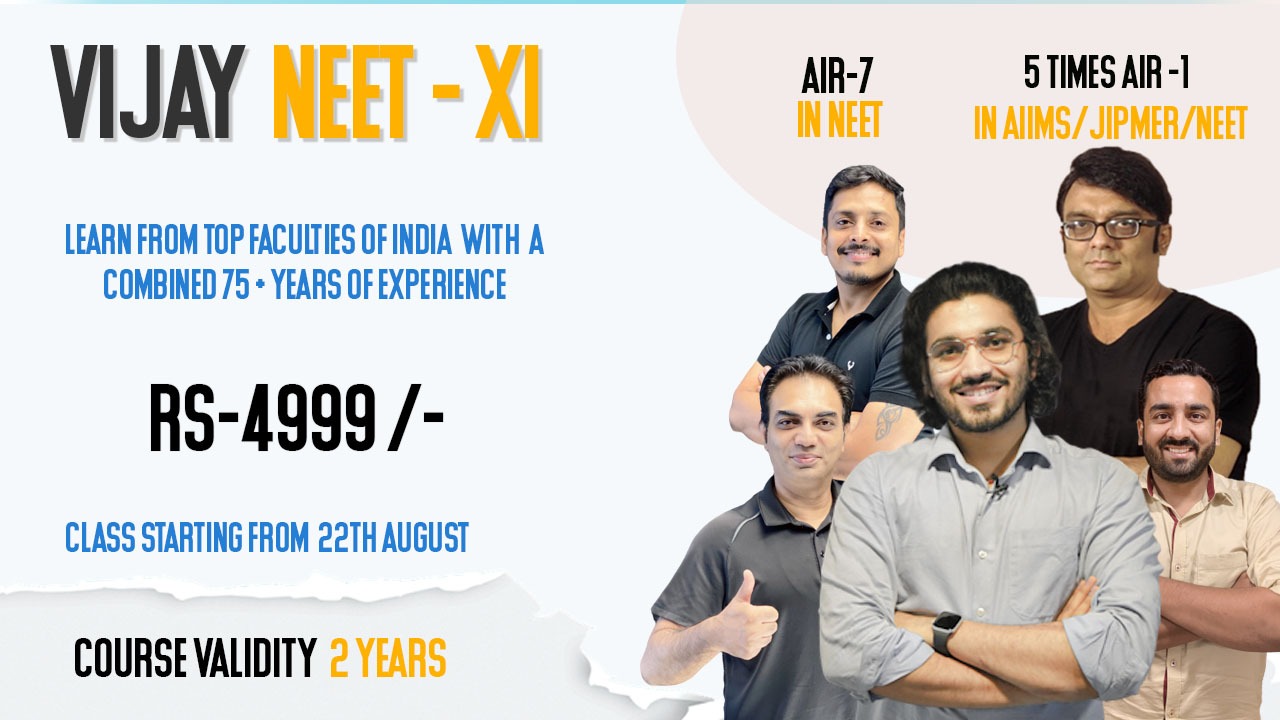 VIJAY NEET - XI
AIR-7
IN NEET
5 TIMES AIR -1
IN AIIMS/JIPMER/NEET
LEARN FROM TOP FACULTIES OF INDIA WITH A
COMBINED 75 + YEARS OF EXPERIENCE
RS-4999 /-
CLASS STARTING FROM 22TH AUGUST
COURSE VALIDITY 2 YEARS